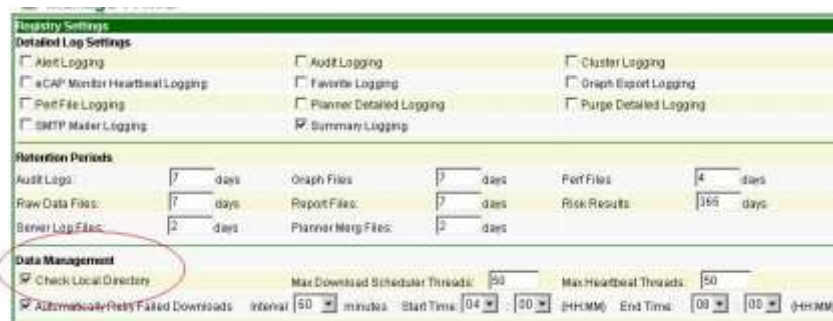 Registry Settings
Detailed Log Settings
Alert Logging Audit Logging Cluster Logging
eCAP Monitor Heartbeat Logging Favorite Logging Graph Export Logging
Perf File Logging Planner Detailed Logging Purge Detailed Logging
SMTP Mailer Logging Summary Logging
Retention Periods
Audit Logs: 7 days Graph Files 7 days Perf Files 4 days
Raw Data Files: 7 days Report Files: 7 days Risk Results 365 days
Server Log Files: 2 days Planner Merg Files: 2 days
Data Management
Check Local Directory Max Download Scheduler Threads: 50 Max Heartbeat Threads: 50
Automatically Retry Failed Downloads Interval 60 minutes Start Time: 04 : 00 (HH:MM) End Time: 08 : 00 (HH:MM